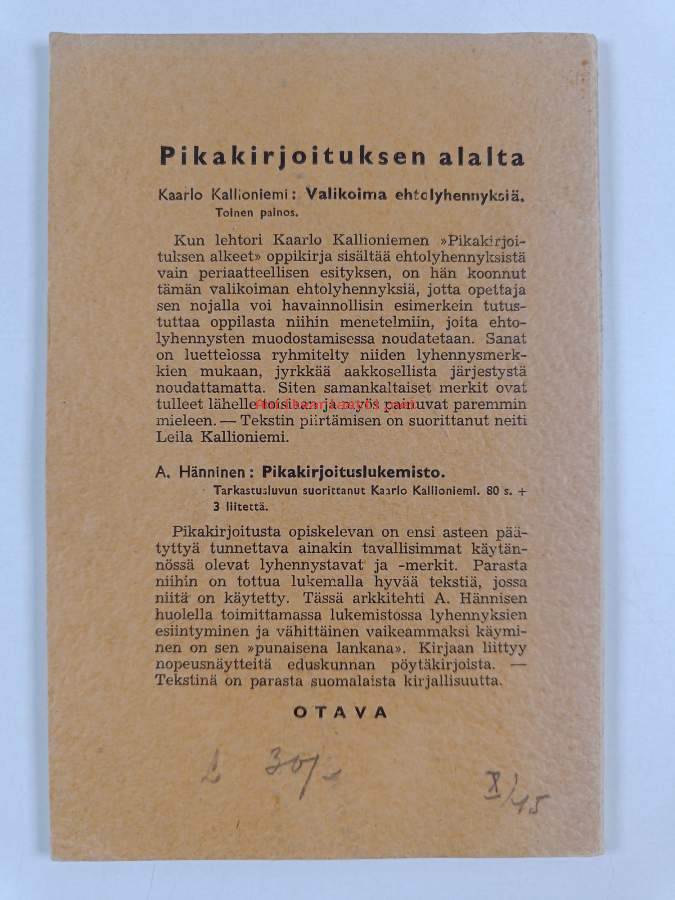 Pikakirjoituksen alalta
Kaarlo Kallioniemi: Valikoima ehtolyhennyksiä.
Toinen painos.
Kun lehtori Kaarlo Kallioniemen »Pikakirjoi-
tuksen alkeet» oppikirja sisältää ehtolyhennyksistä
vain periaatteellisen esityksen, on hän koonnut
tämän valikoiman ehtolyhennyksiä, jotta opettaja
sen nojalla voi havainnollisin esimerkein tutus-
tuttaa oppilasta niihin menetelmiin, joita ehto-
lyhennysten muodostamisessa noudatetaan. Sanat
on luettelossa ryhmitelty niiden lyhennysmerk-
kien mukaan, jyrkkää aakkosellista järjestystä
noudattamatta. Siten samankaltaiset merkit ovat
tulleet lähelle toisiban ja myös painuvat paremmin
mieleen. — Tekstin piirtämisen on suorittanut neiti
Leila Kallioniemi.
A. Hänninen: Pikakirjoituslukemisto.
Tarkastusluvun suorittanut Kaarlo Kallioniemi. 80 s. +
3 liitettä.
Pikakirjoitusta opiskelevan on ensi asteen pää-
tyttyä tunnettava ainakin tavallisimmat käytän-
nössä olevat lyhennystavat ja -merkit. Parasta
niihin on tottua lukemalla hyvää tekstiä, jossa
niitä on käytetty. Tässä arkkitehti A. Hännisen
huolella toimittamassa lukemistossa lyhennyksien
esiintyminen ja vähittäinen vaikeammaksi käymi-
nen on sen »punaisena lankana». Kirjaan liittyy
nopeusnäytteitä eduskunnan pöytäkirjoista. —
Tekstinä on parasta suomalaista kirjallisuutta.
OTAVA
30/-
X/45